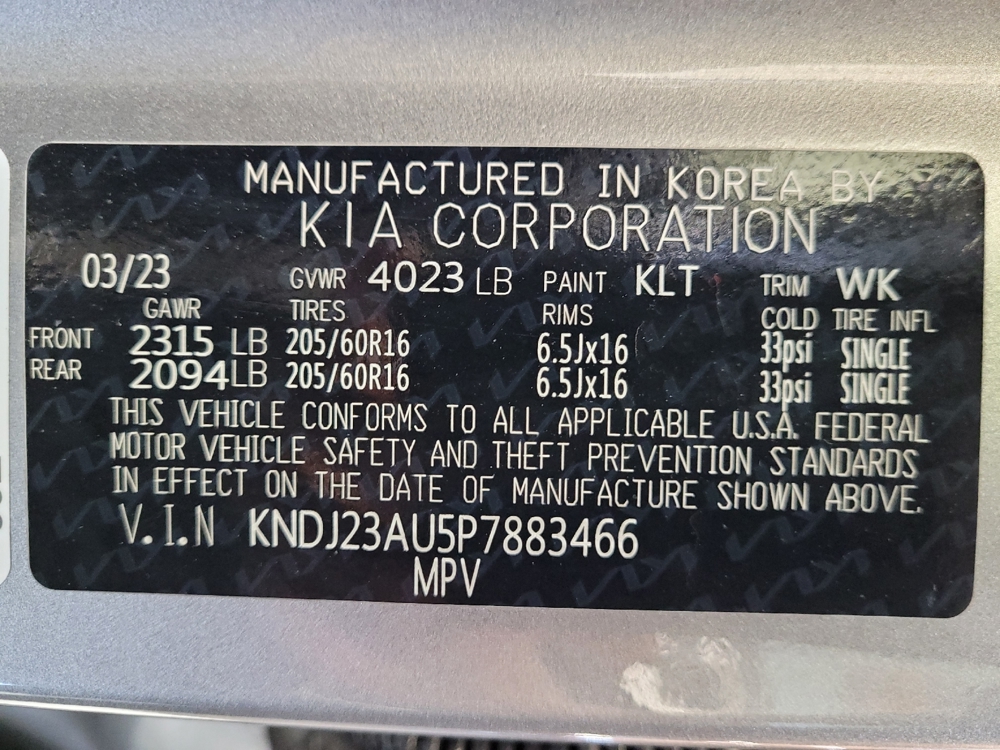 MANUFACTURED IN KOREA BY
KIA CORPORATION
03/23 GVWR 4023 LB PAINT KLT TRIM WK
GAWR TIRES RIMS COLD TIRE INFL
FRONT 2315 LB 205/60R16 6.5Jx16 33psi SINGLE
REAR 2094LB 205/60R16 6.5Jx16 33psi SINGLE
THIS VEHICLE CONFORMS TO ALL APPLICABLE U.S.A. FEDERAL
MOTOR VEHICLE SAFETY AND THEFT PREVENTION STANDARDS
IN EFFECT ON THE DATE OF MANUFACTURE SHOWN ABOVE.
V.I.N KNDJ23AU5P7883466
MPV